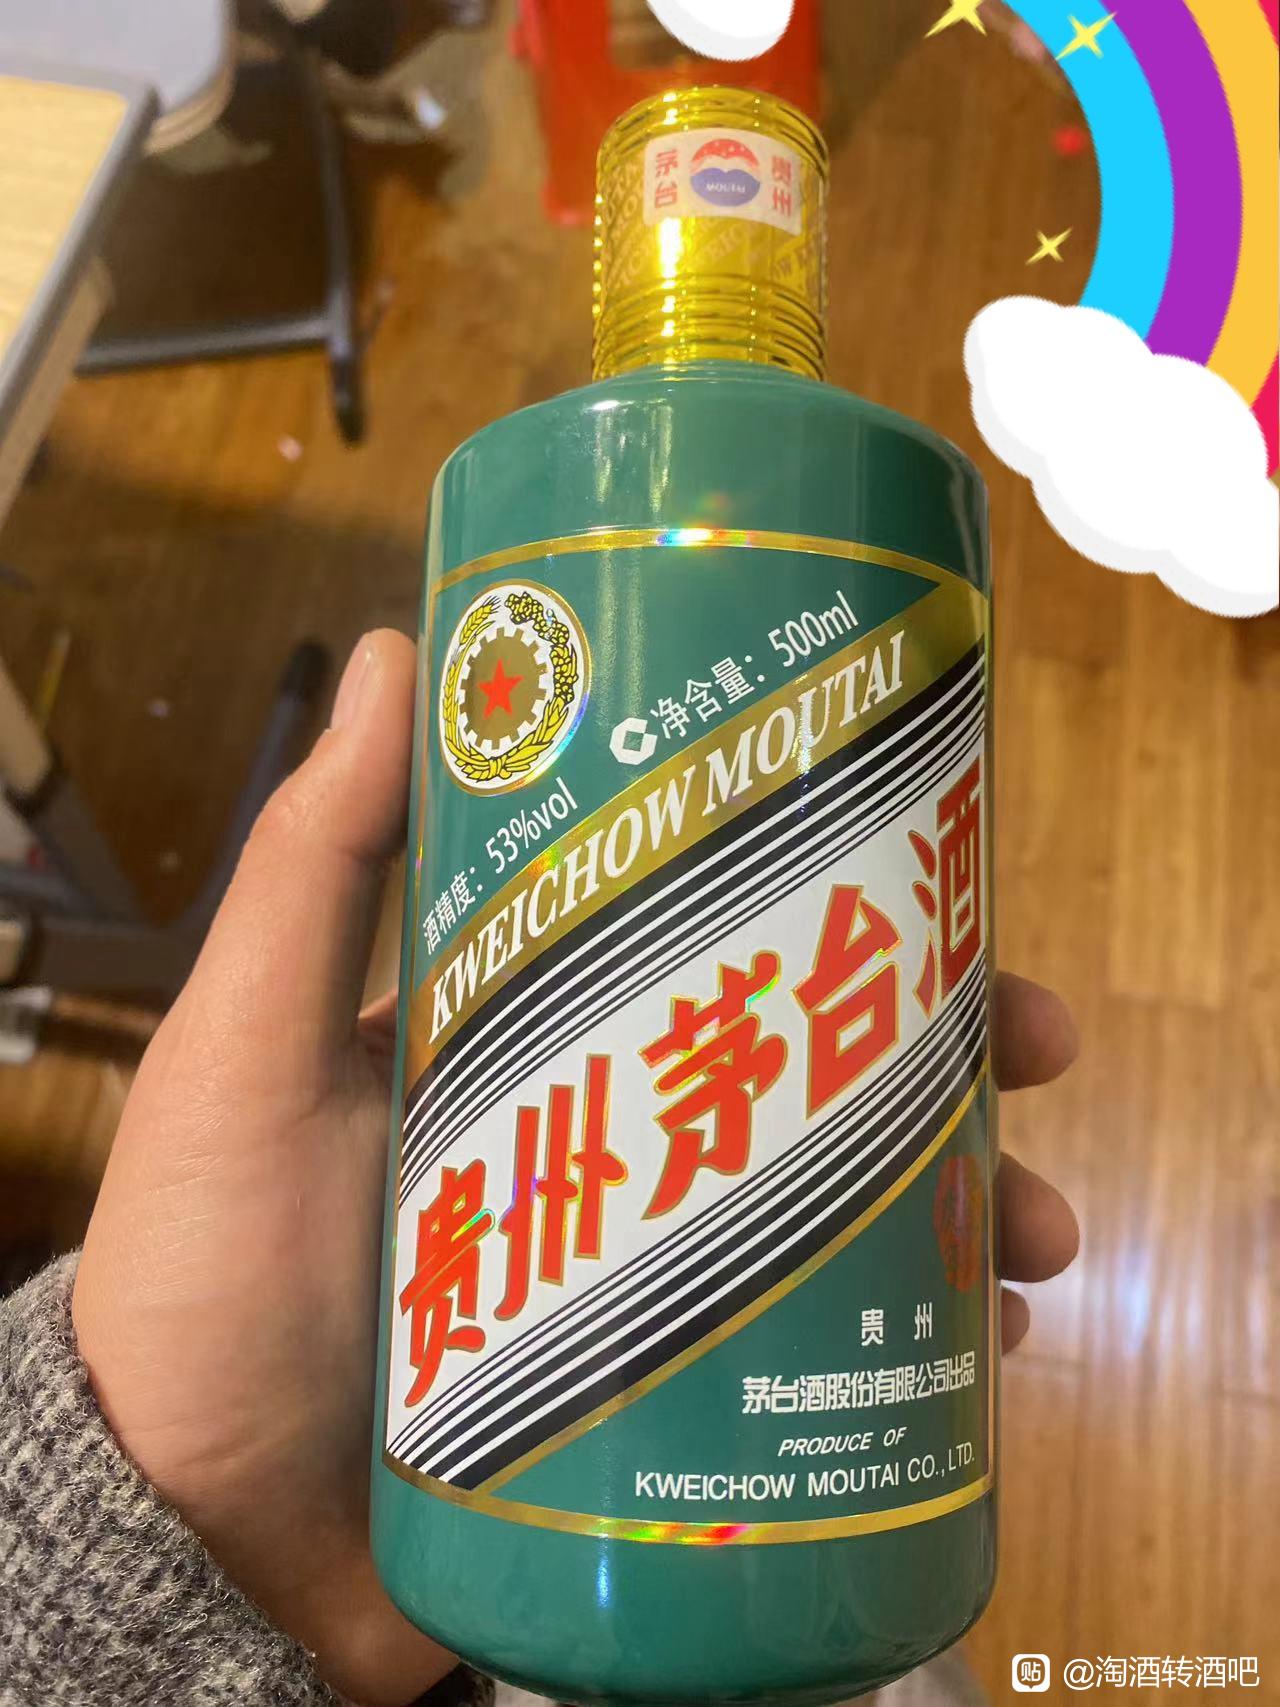 茅台
MOUTAI
贵州
净含量：500ml
酒精度：53%vol
KWEICHOW MOUTAI
贵州茅台酒
贵州
茅台酒股份有限公司出品
PRODUCE OF
KWEICHOW MOUTAI CO., LTD.
贴 @淘酒转酒吧